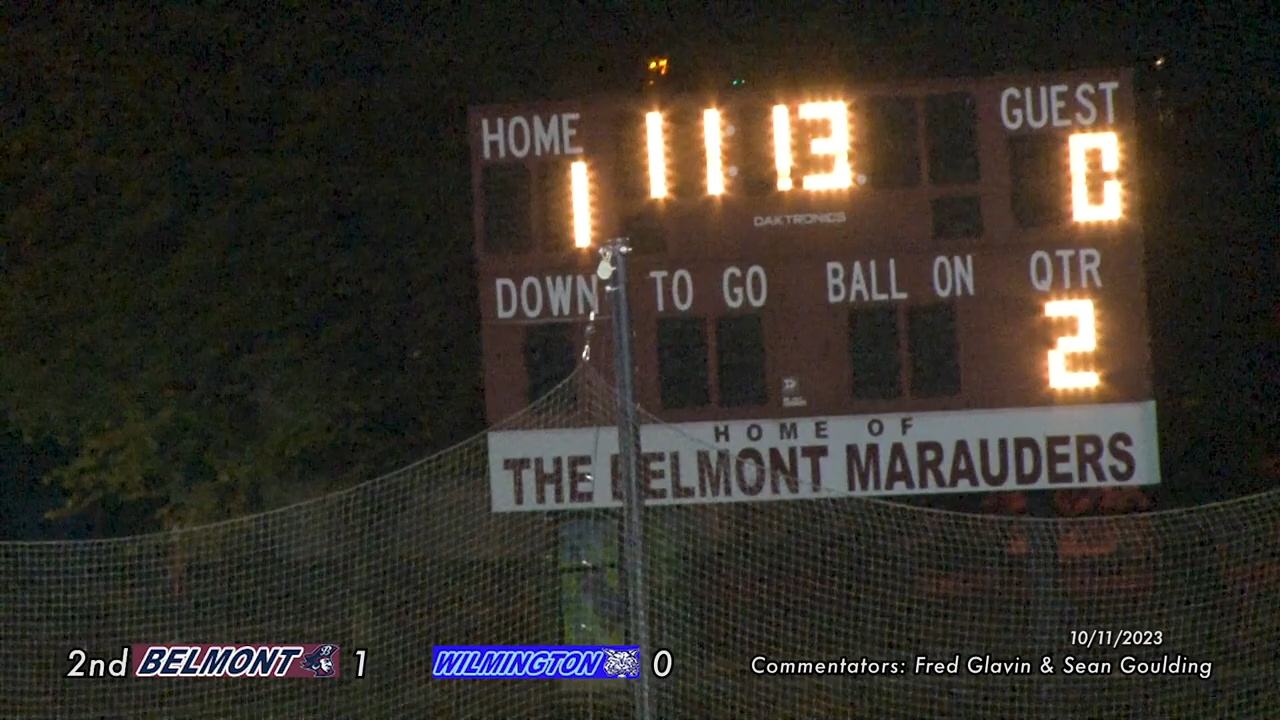 HOME 11:13 GUEST
1 0
DAKTRONICS
DOWN TO GO BALL ON QTR
2
HOME OF
THE BELMONT MARAUDERS
10/11/2023
2nd BELMONT 1 WILMINGTON 0 Commentators: Fred Glavin & Sean Goulding